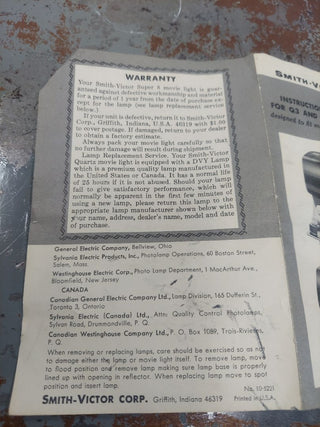 WARRANTY
Your Smith-Victor Super 8 movie light is guar-
anteed against defective workmanship and material
for a period of 1 year from the date of purchase ex-
cept for the lamp (see lamp replacement service
below.)
If your unit is defective, return it to Smith-Victor
Corp., Griffith, Indiana, U.S.A. 46319 with $1.00
to cover postage. If damaged, return to your dealer
to obtain a factory estimate.
Always pack your movie light carefully so that
no further damage will result during shipment.
Lamp Replacement Service. Your Smith-Victor
Quartz movie light is equipped with a DVY Lamp
which is a premium quality lamp manufactured in
the United States or Canada. It has a normal life
of 25 hours if it is not abused. Should your lamp
fail to give satisfactory performance, which will
normally be apparent in the first few minutes of
using a new lamp, please return this lamp to the
appropriate lamp manufacturer shown below with
your name, address, dealer's name, model and date
of purchase.
General Electric Company, Bellview, Ohio
Sylvania Electric Products, Inc., Photolamp Operations, 60 Boston Street,
Salem, Mass.
Westinghouse Electric Corp., Photo Lamp Department, 1 MacArthur Ave.,
Bloomfield, New Jersey
CANADA
Canadian General Electric Company Ltd., Lamp Division, 165 Dufferin St.,
Toronto 3, Ontario
Sylvania Electric (Canada) Ltd., Attn: Quality Control Photolamps,
Sylvan Road, Drummondville, P. Q.
Canadian Westinghouse Company Ltd., P. O. Box 1089, Trois-Rivieres,
P. Q.
When removing or replacing lamps, care should be exercised so as not
to damage either the lamp or movie light itself. To remove lamp, move
to flood position and remove lamp making sure lamp base is properly
lined up with opening in reflector. When replacing lamp move to spot
position and insert lamp.
No. 10-5221
SMITH-VICTOR CORP. Griffith, Indiana 46319 Printed in U.S.A.
SMITH-VI
INSTRUCTION
FOR Q3 AND
designed to fit m